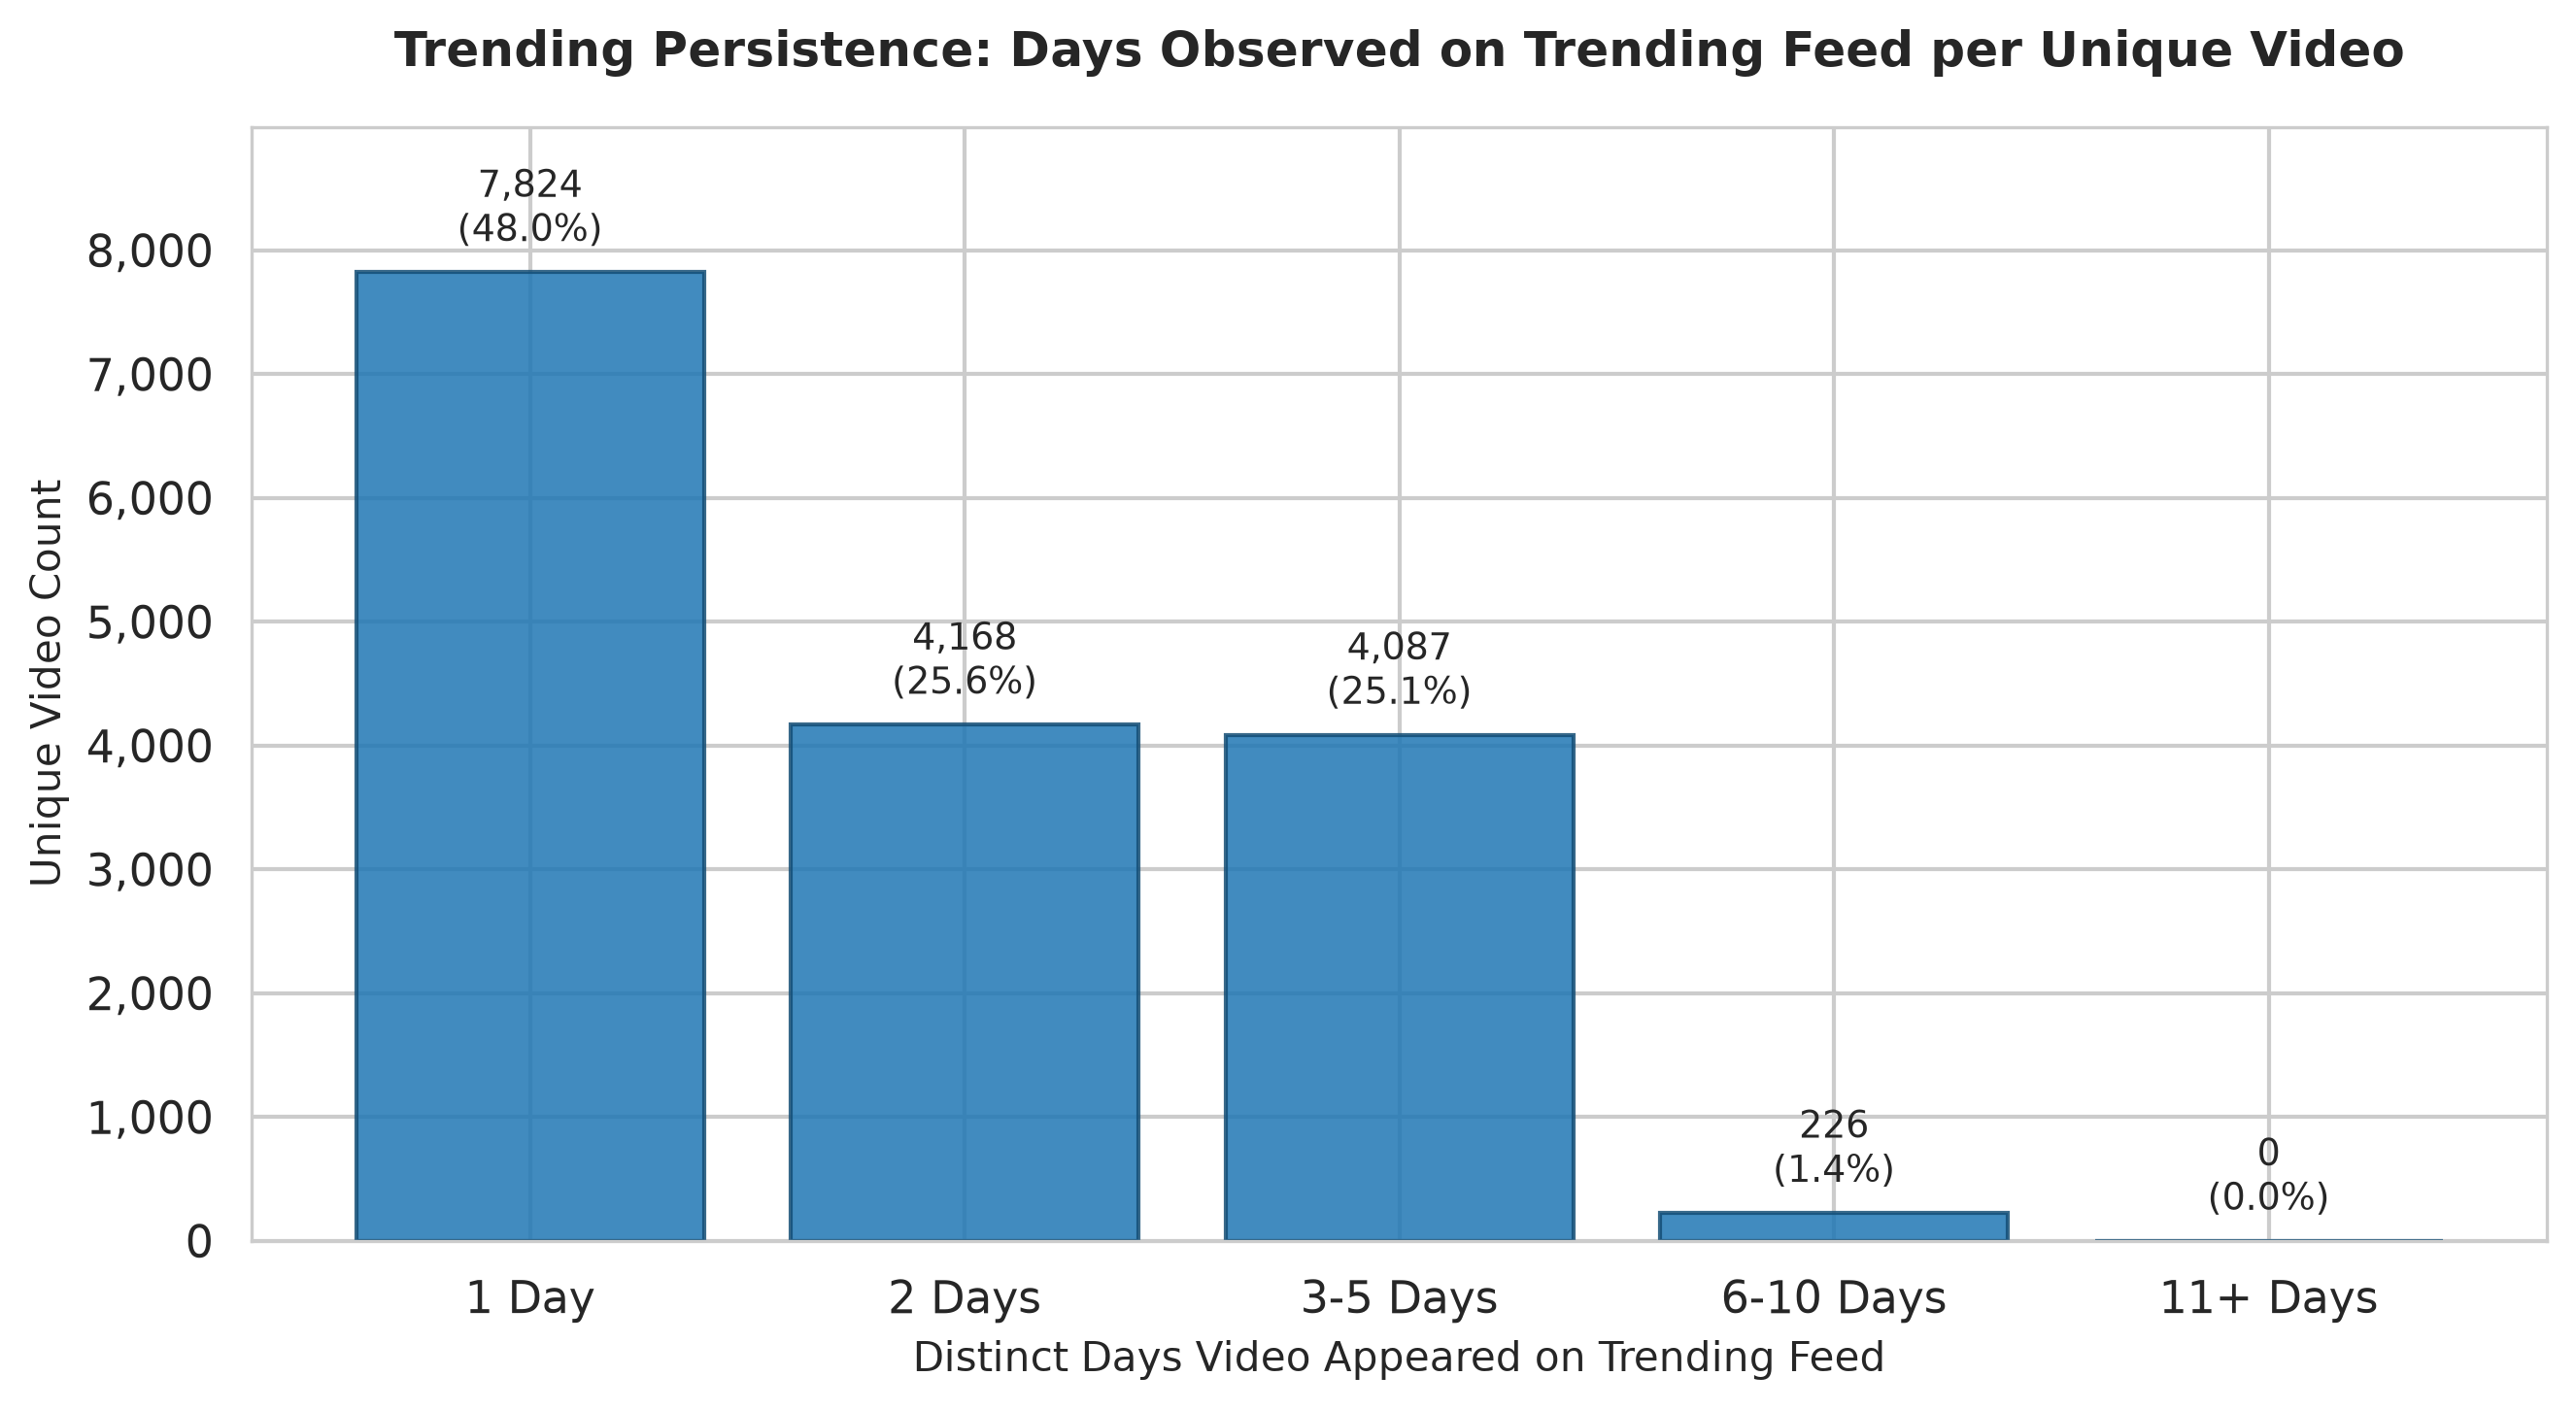 Trending Persistence: Days Observed on Trending Feed per Unique Video
Unique Video Count
8,000
7,000
6,000
5,000
4,000
3,000
2,000
1,000
0
7,824
(48.0%)
4,168
(25.6%)
4,087
(25.1%)
226
(1.4%)
0
(0.0%)
1 Day
2 Days
3-5 Days
6-10 Days
11+ Days
Distinct Days Video Appeared on Trending Feed